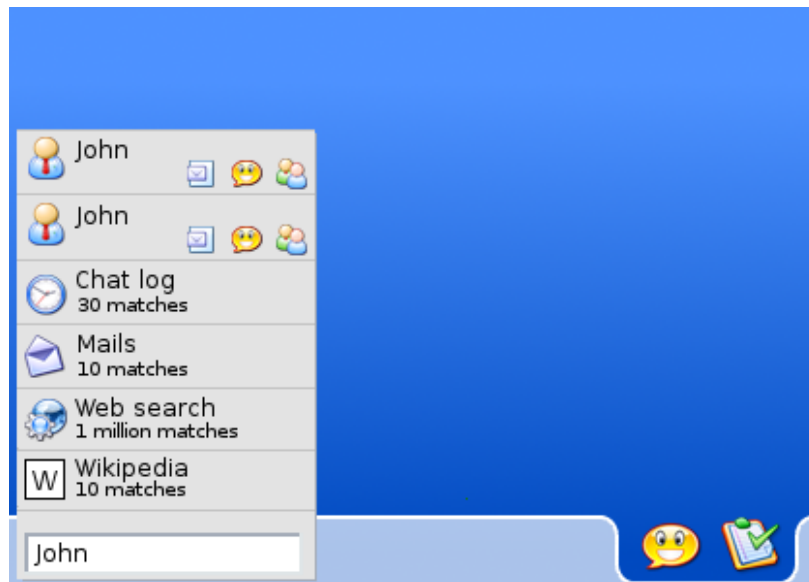 John
John
Chat log
30 matches
Mails
10 matches
Web search
1 million matches
W
Wikipedia
10 matches
John